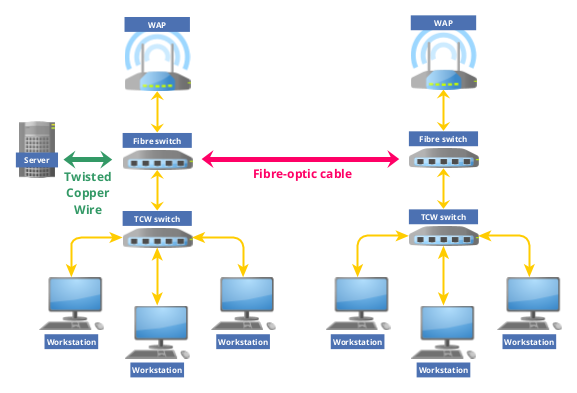 WAP
WAP
Fibre switch
Fibre switch
Server
Fibre-optic cable
Twisted
Copper
Wire
TCW switch
TCW switch
Workstation
Workstation
Workstation
Workstation
Workstation
Workstation